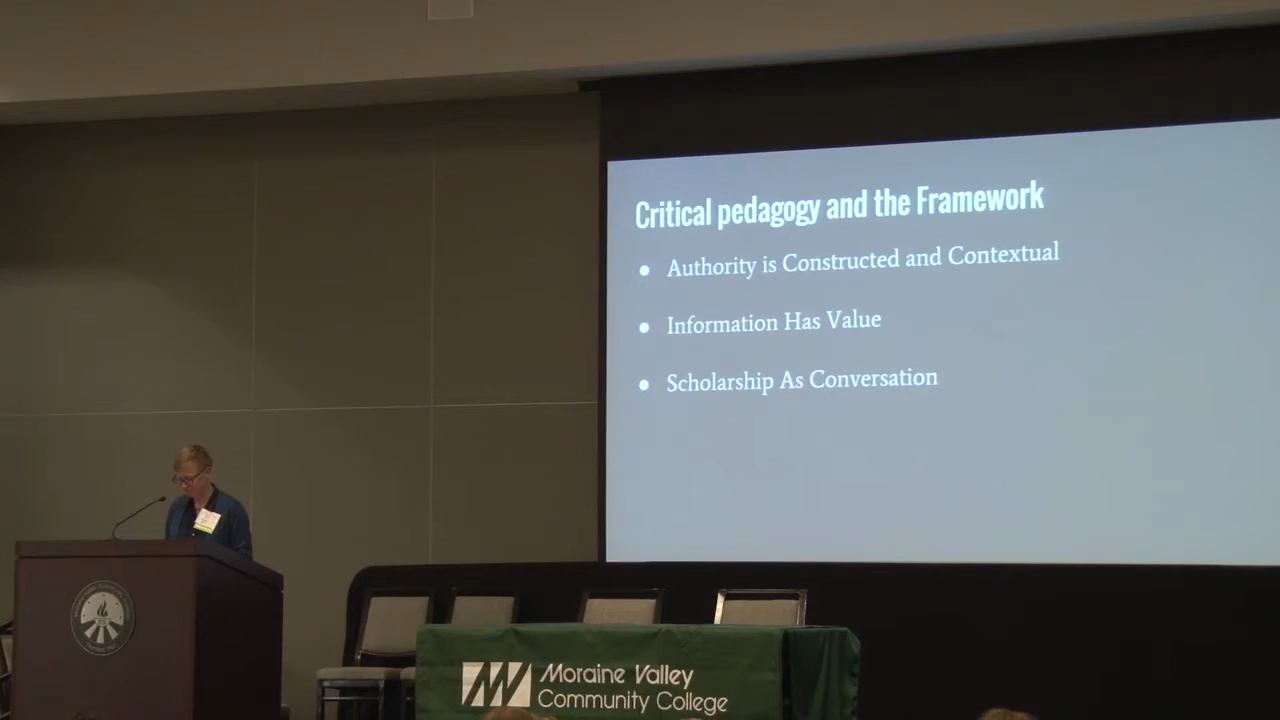 Critical pedagogy and the Framework
● Authority is Constructed and Contextual
● Information Has Value
● Scholarship As Conversation
Moraine Valley
Community College